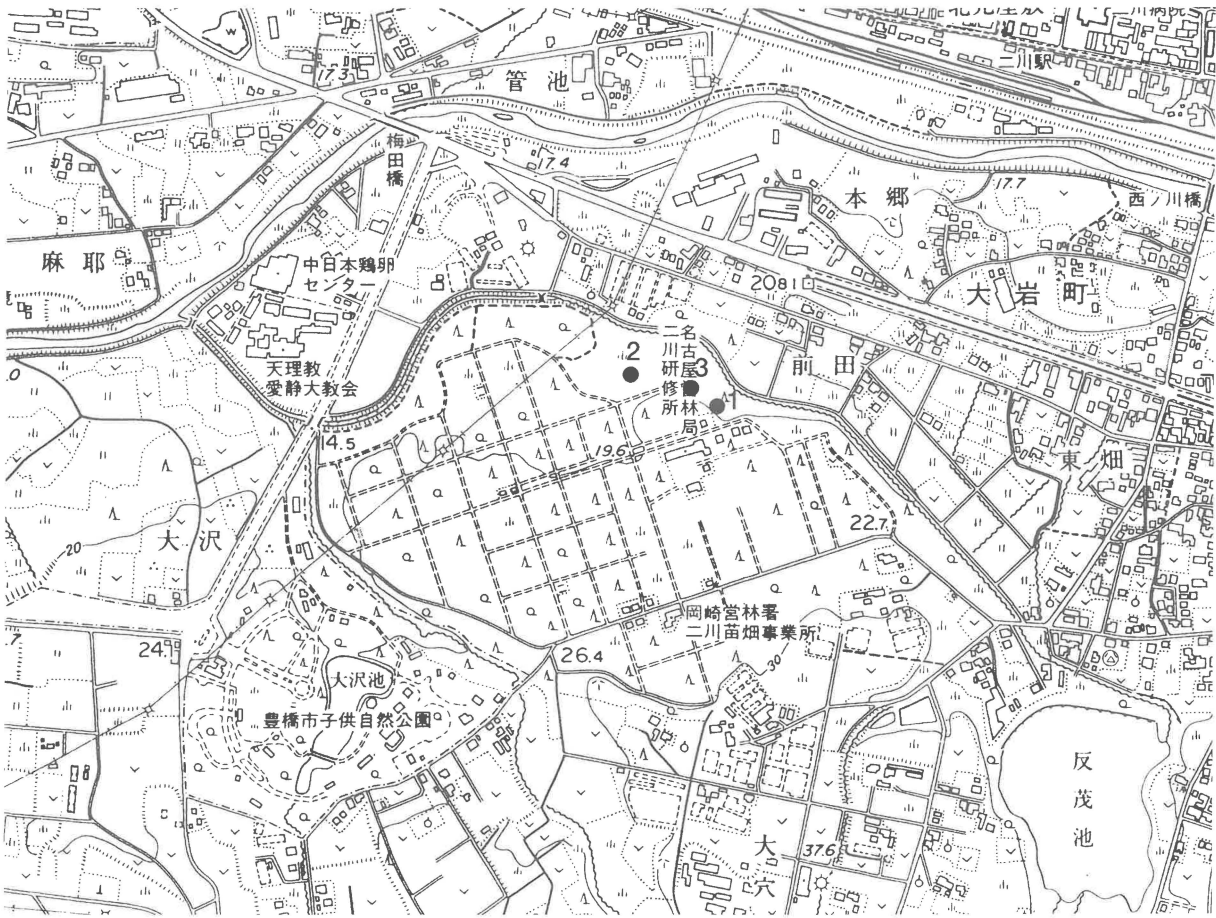 二川駅
17.3
管池
梅田橋
17.4
本郷
17.7
西ノ川橋
麻耶
中日本鶏卵
センター
2081
大岩町
天理教
愛静大教会
2
名古屋営林局
二川研修所
3
1
前田
14.5
19.6
東畑
20
大沢
22.7
岡崎営林署
二川苗畑事業所
24
26.4
30
大沢池
豊橋市子供自然公園
反茂池
大穴
37.6